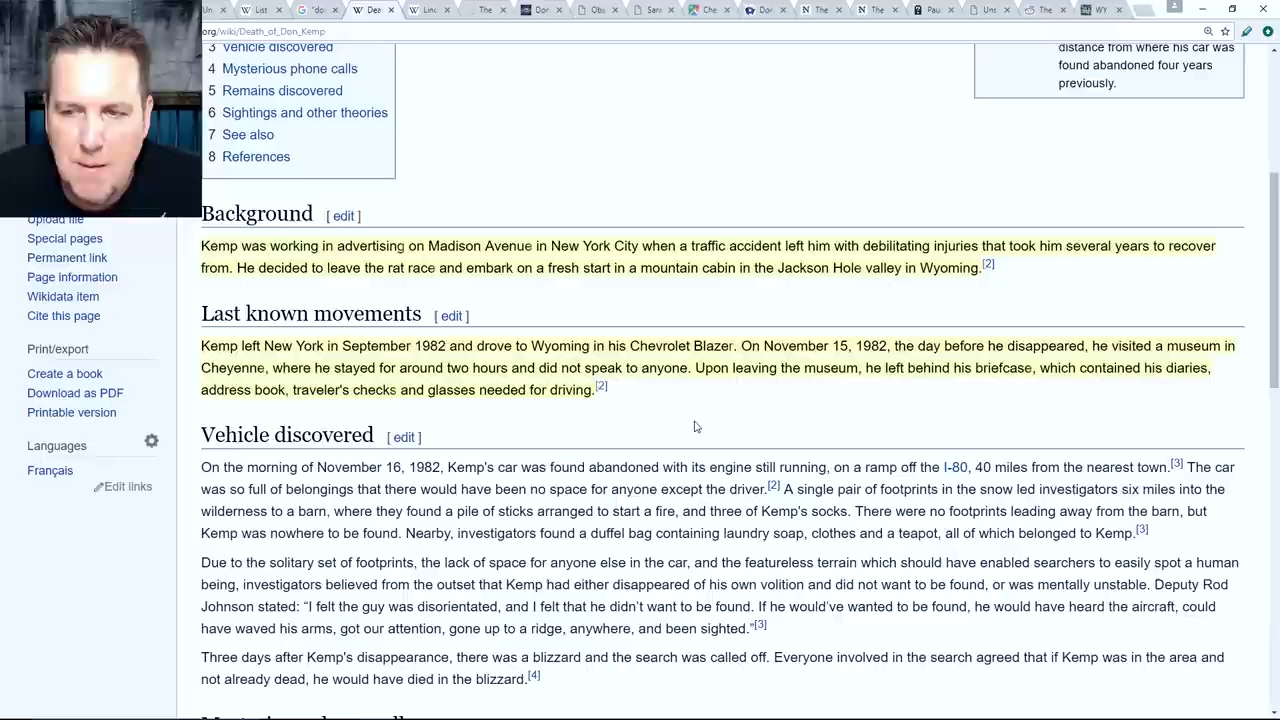 Un
List
"do
Dea
Linc
The
Don
Obs
Sara
Che
Don
The
The
Pau
Uns
The
WY
org/wiki/Death_of_Don_Kemp
3 Vehicle discovered
4 Mysterious phone calls
5 Remains discovered
6 Sightings and other theories
7 See also
8 References
distance from where his car was
found abandoned four years
previously.
Upload file
Special pages
Permanent link
Page information
Wikidata item
Cite this page
Print/export
Create a book
Download as PDF
Printable version
Languages
Français
Edit links
Background [ edit ]
Kemp was working in advertising on Madison Avenue in New York City when a traffic accident left him with debilitating injuries that took him several years to recover
from. He decided to leave the rat race and embark on a fresh start in a mountain cabin in the Jackson Hole valley in Wyoming.[2]
Last known movements [ edit ]
Kemp left New York in September 1982 and drove to Wyoming in his Chevrolet Blazer. On November 15, 1982, the day before he disappeared, he visited a museum in
Cheyenne, where he stayed for around two hours and did not speak to anyone. Upon leaving the museum, he left behind his briefcase, which contained his diaries,
address book, traveler's checks and glasses needed for driving.[2]
Vehicle discovered [ edit ]
On the morning of November 16, 1982, Kemp's car was found abandoned with its engine still running, on a ramp off the I-80, 40 miles from the nearest town.[3] The car
was so full of belongings that there would have been no space for anyone except the driver.[2] A single pair of footprints in the snow led investigators six miles into the
wilderness to a barn, where they found a pile of sticks arranged to start a fire, and three of Kemp's socks. There were no footprints leading away from the barn, but
Kemp was nowhere to be found. Nearby, investigators found a duffel bag containing laundry soap, clothes and a teapot, all of which belonged to Kemp.[3]
Due to the solitary set of footprints, the lack of space for anyone else in the car, and the featureless terrain which should have enabled searchers to easily spot a human
being, investigators believed from the outset that Kemp had either disappeared of his own volition and did not want to be found, or was mentally unstable. Deputy Rod
Johnson stated: “I felt the guy was disorientated, and I felt that he didn’t want to be found. If he would’ve wanted to be found, he would have heard the aircraft, could
have waved his arms, got our attention, gone up to a ridge, anywhere, and been sighted.”[3]
Three days after Kemp's disappearance, there was a blizzard and the search was called off. Everyone involved in the search agreed that if Kemp was in the area and
not already dead, he would have died in the blizzard.[4]